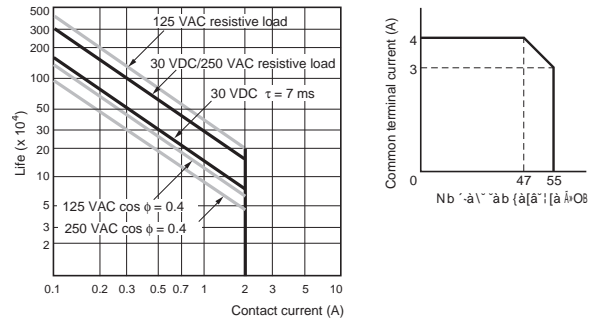 500
300
200
100
50
30
20
10
5
3
2
Life (x 10⁴)
125 VAC resistive load
30 VDC/250 VAC resistive load
30 VDC τ = 7 ms
125 VAC cos ϕ = 0.4
250 VAC cos ϕ = 0.4
0.1 0.2 0.3 0.5 0.7 1 2 3 5 10
Contact current (A)
Common terminal current (A)
4
3
0
47 55